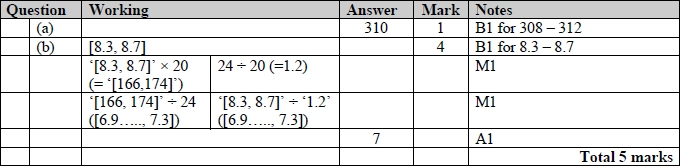 Question Working Answer Mark Notes
(a) 310 1 B1 for 308 – 312
(b) [8.3, 8.7] 4 B1 for 8.3 – 8.7
‘[8.3, 8.7]’ × 20 24 ÷ 20 (=1.2) M1
(= ‘[166,174]’)
‘[166, 174]’ ÷ 24 ‘[8.3, 8.7]’ ÷ ‘1.2’ M1
([6.9….., 7.3]) ([6.9….., 7.3])
7 A1
Total 5 marks